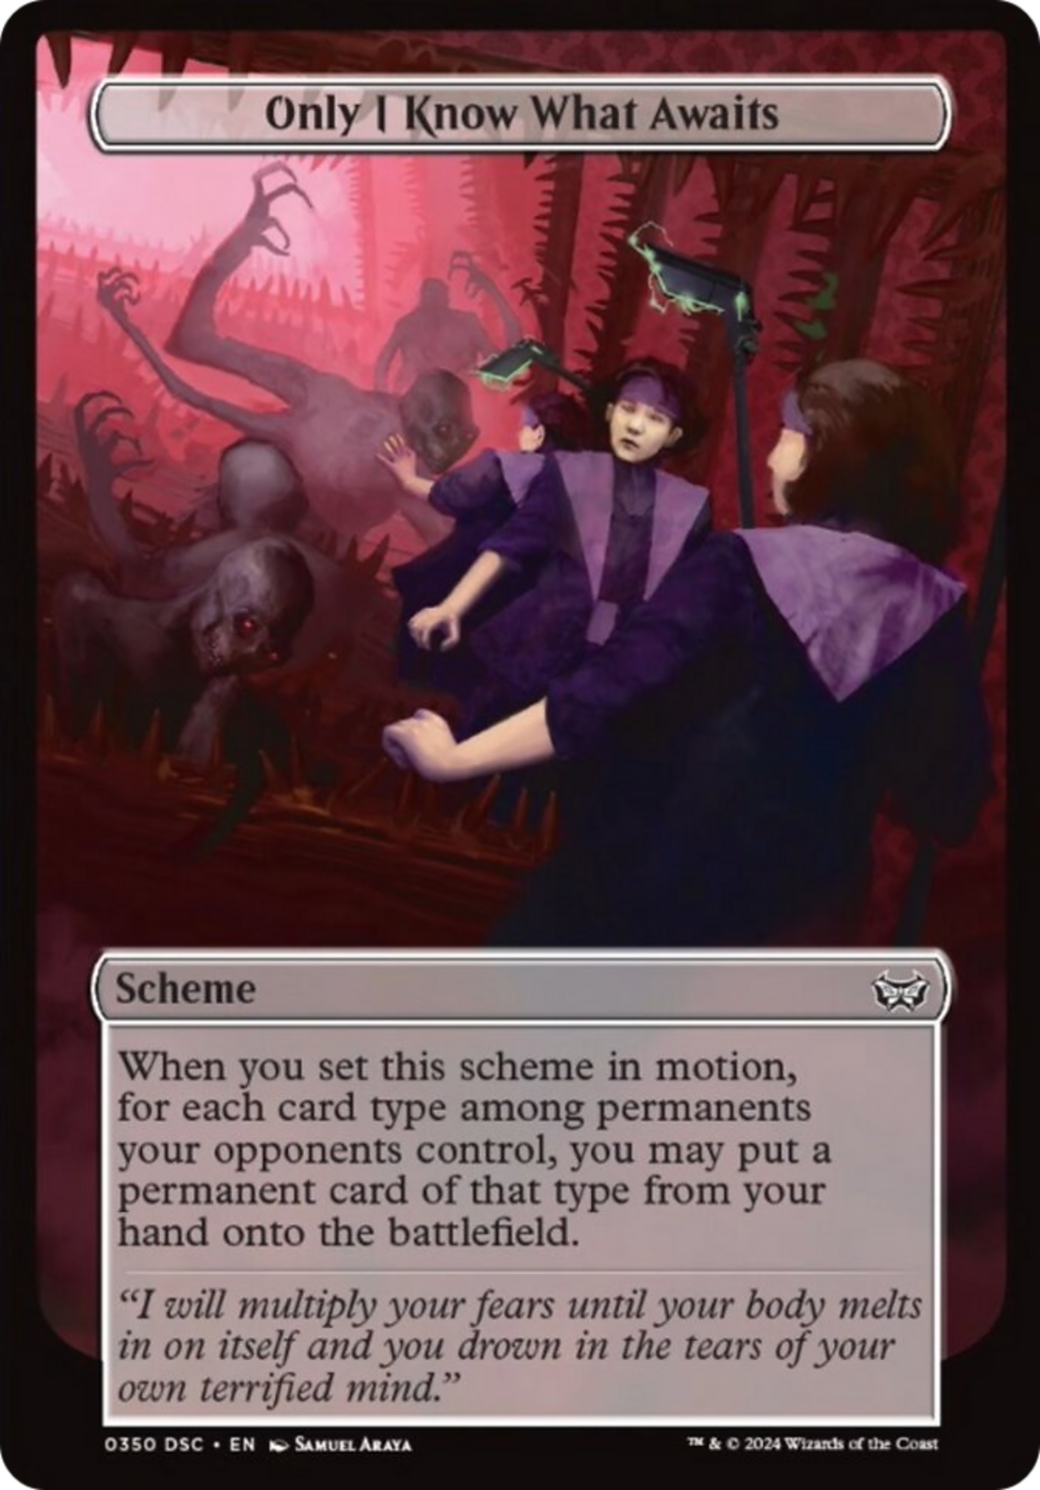 Only I Know What Awaits
Scheme
When you set this scheme in motion,
for each card type among permanents
your opponents control, you may put a
permanent card of that type from your
hand onto the battlefield.
“I will multiply your fears until your body melts
in on itself and you drown in the tears of your
own terrified mind.”
0350 DSC • EN Samuel Araya
™ & © 2024 Wizards of the Coast